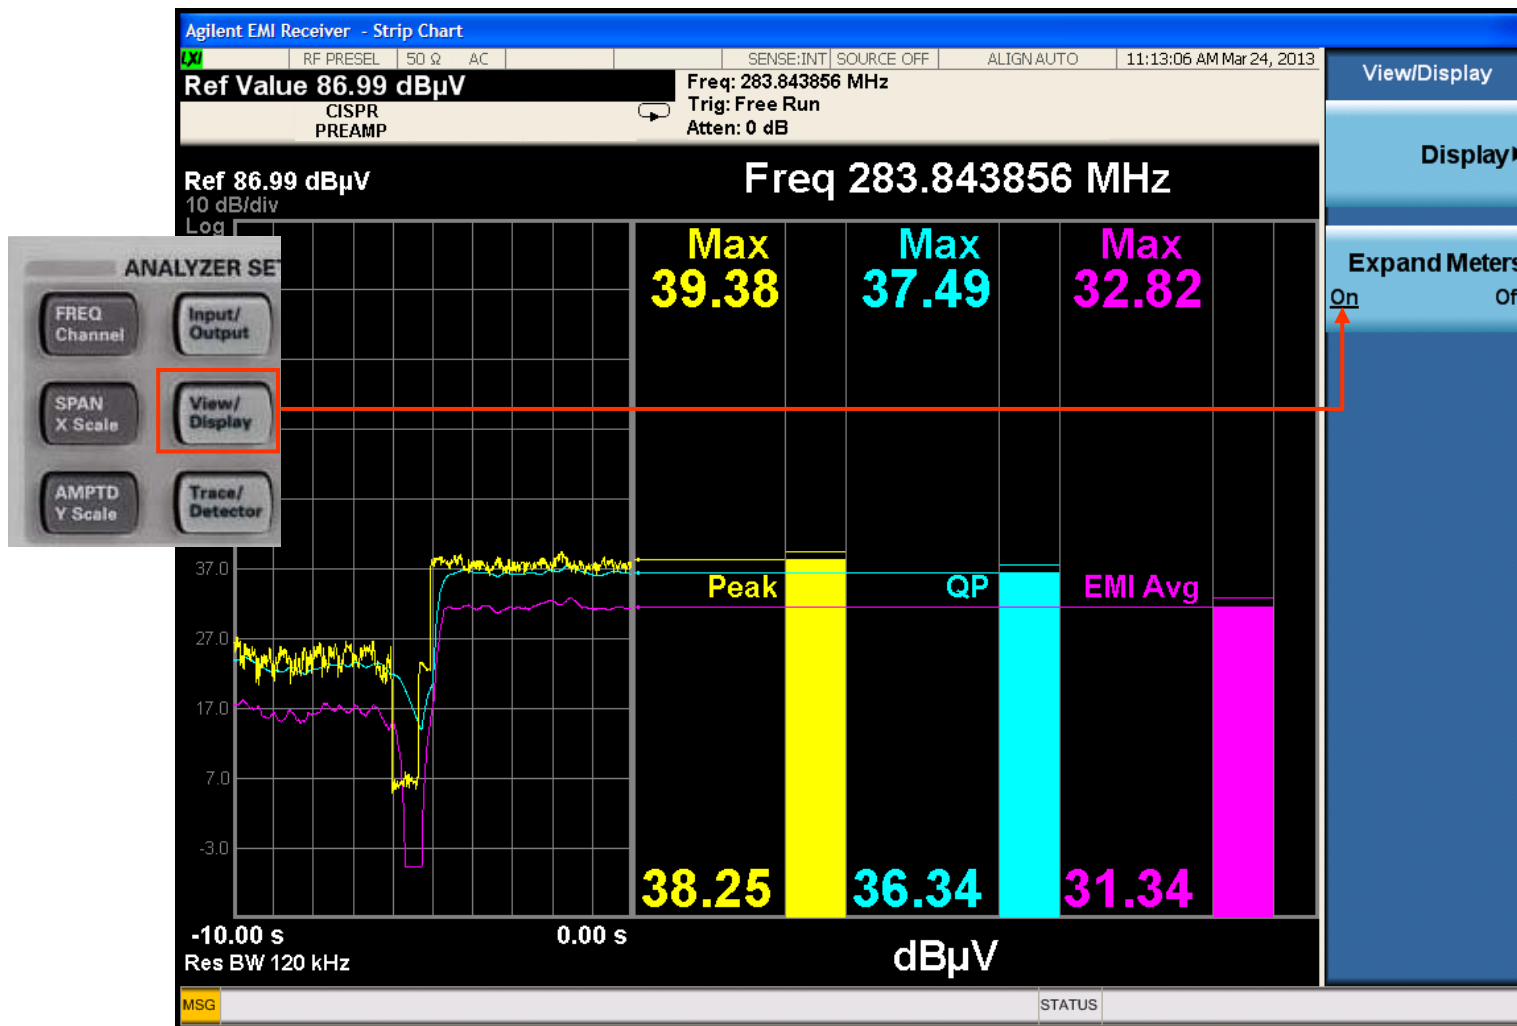 Agilent EMI Receiver - Strip Chart
LXI RF PRESEL 50 Ω AC SENSE:INT SOURCE OFF ALIGN AUTO 11:13:06 AM Mar 24, 2013
Ref Value 86.99 dBµV
CISPR
PREAMP
Freq: 283.843856 MHz
Trig: Free Run
Atten: 0 dB
View/Display
Display
Expand Meters
On Of
Ref 86.99 dBµV
10 dB/div
Log
Freq 283.843856 MHz
Max Max Max
39.38 37.49 32.82
ANALYZER SE
FREQ
Channel
Input/
Output
SPAN
X Scale
View/
Display
AMPTD
Y Scale
Trace/
Detector
37.0
27.0
17.0
7.0
-3.0
Peak QP EMI Avg
38.25 36.34 31.34
-10.00 s 0.00 s
Res BW 120 kHz
dBµV
MSG STATUS